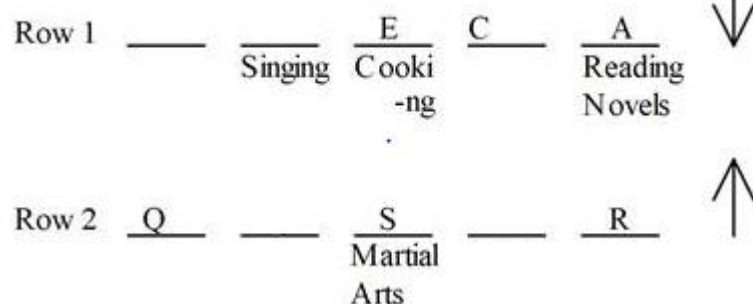 E C A
Row 1
Singing Cooki Reading
-ng Novels
Row 2 Q S R
Martial
Arts